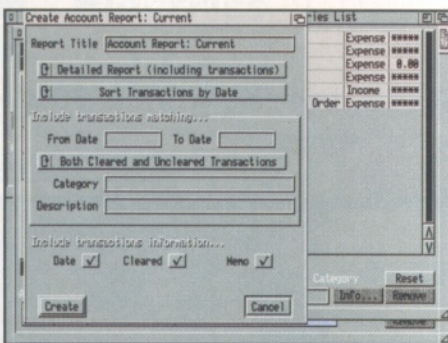 Create Account Report: Current
ies List
Report Title Account Report: Current
Detailed Report (including transactions)
Sort Transactions by Date
Include transactions matching...
From Date To Date
Both Cleared and Uncleared Transactions
Category
Description
Include transactions information...
Date Cleared Memo
Create Cancel
Expense *****
Expense *****
Expense 0.00
Expense *****
Income *****
Order Expense *****
Category Reset
Info... Remove
Remove